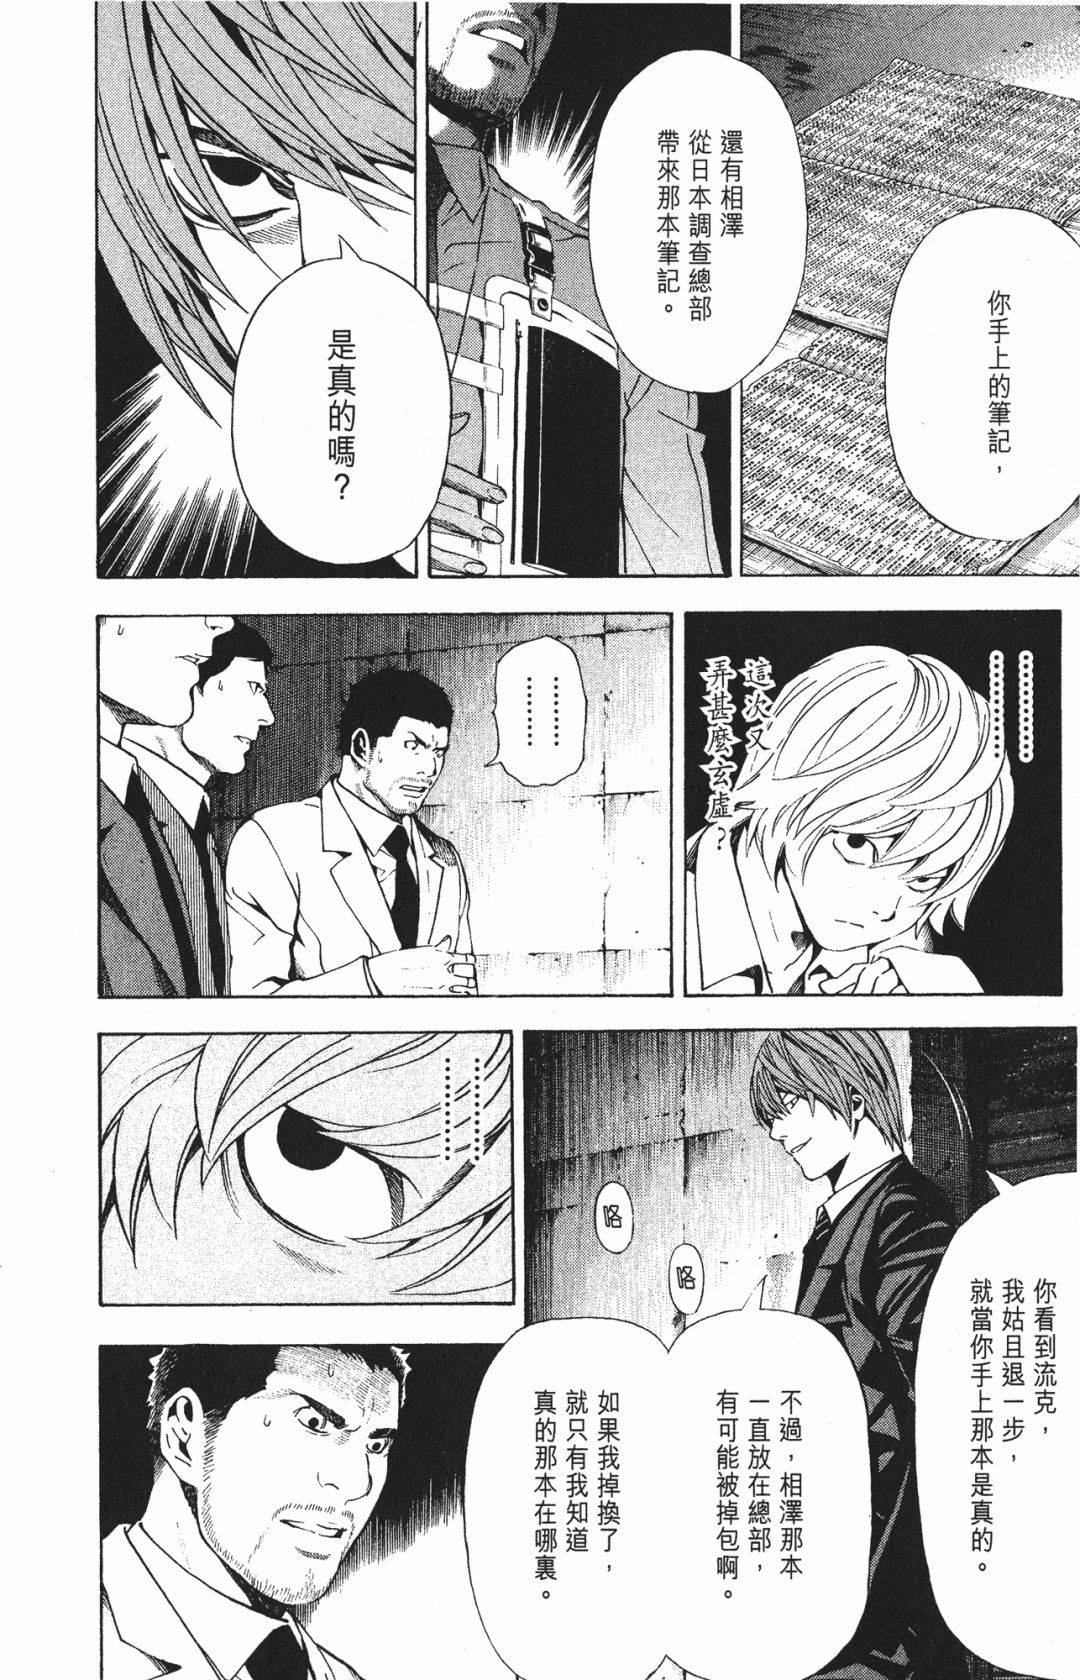 你手上的筆記，
還有相澤
從日本調查總部
帶來那本筆記。
是真的嗎？
⋯⋯⋯⋯
⋯⋯⋯⋯
這次又
弄甚麼玄虛？
⋯⋯
⋯⋯
你看到流克，
我姑且退一步，
就當你手上那本是真的。
咯
咯
不過，相澤那本
一直放在總部，
有可能被掉包啊。
如果我掉換了，
就只有我知道
真的那本在哪裏。
⋯⋯⋯⋯
⋯⋯⋯⋯